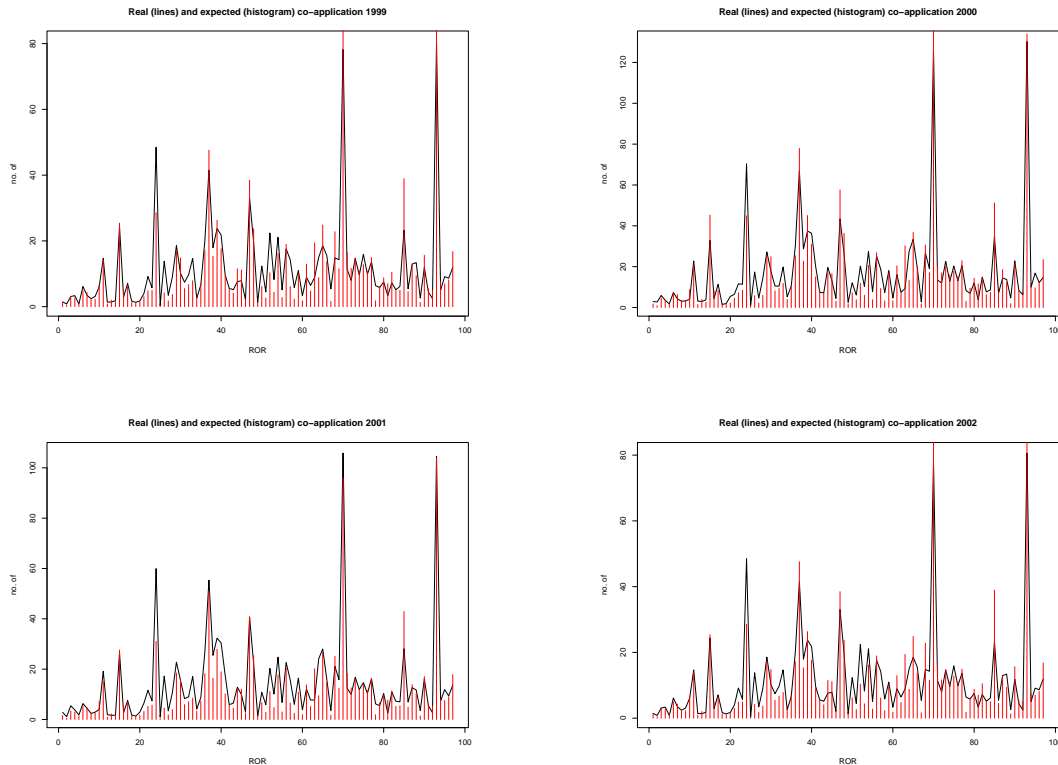 Real (lines) and expected (histogram) co−application 1999
no. of
80
60
40
20
0
0 20 40 60 80 100
ROR
Real (lines) and expected (histogram) co−application 2000
no. of
120
100
80
60
40
20
0
0 20 40 60 80 100
ROR
Real (lines) and expected (histogram) co−application 2001
no. of
100
80
60
40
20
0
0 20 40 60 80 100
ROR
Real (lines) and expected (histogram) co−application 2002
no. of
80
60
40
20
0
0 20 40 60 80 100
ROR